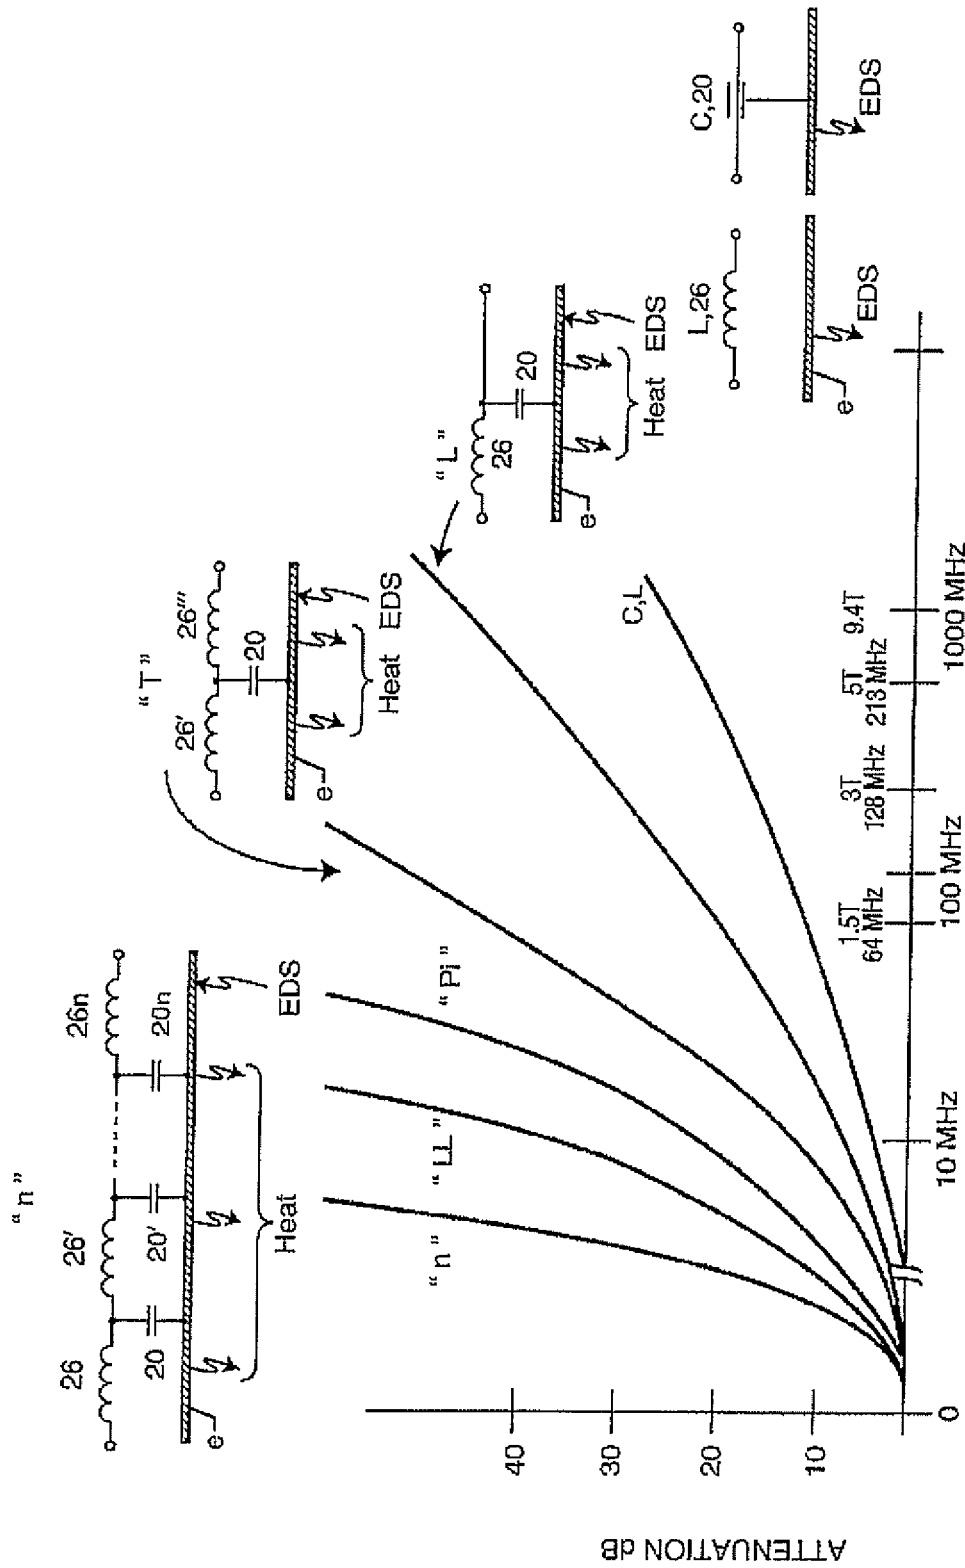 “ n ”
26 26' 26n
20 20' 20n
e-
Heat
EDS
“ T ”
26' 26'''
20
e-
Heat
EDS
“ L ”
26
20
e-
Heat
EDS
L,26
e-
EDS
C,20
EDS
ATTENUATION dB
40
30
20
10
“ n ”
“ LL ”
“ Pi ”
C,L
1.5T
64 MHz
3T
128 MHz
5T
213 MHz
9.4T
0
10 MHz
100 MHz
1000 MHz